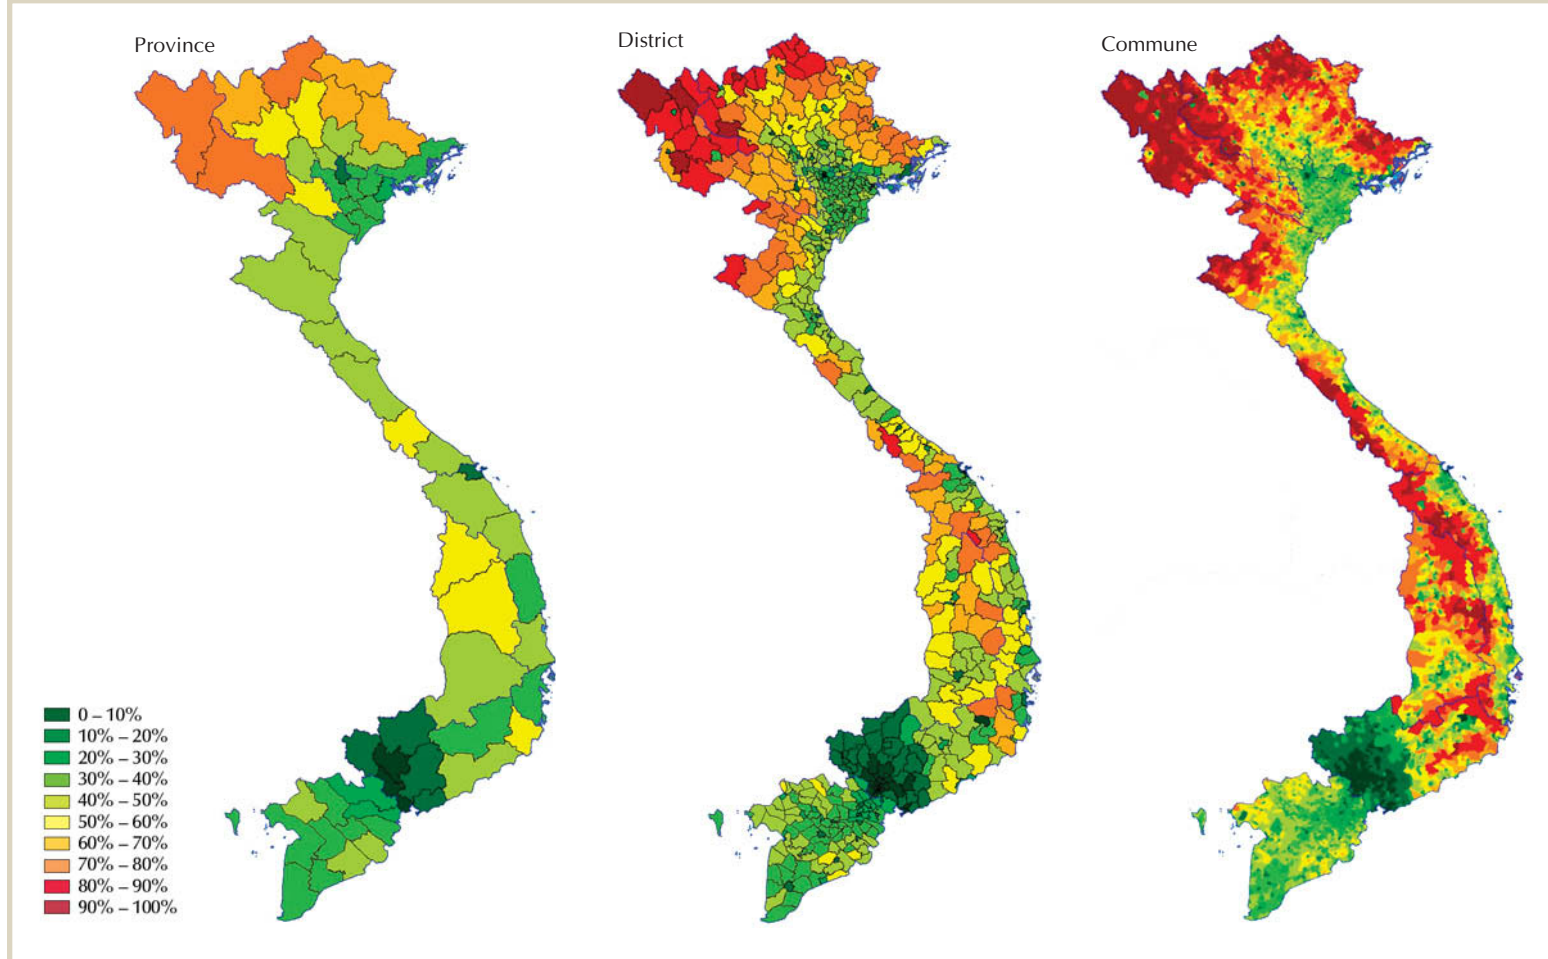 Province
District
Commune
0 – 10%
10% – 20%
20% – 30%
30% – 40%
40% – 50%
50% – 60%
60% – 70%
70% – 80%
80% – 90%
90% – 100%